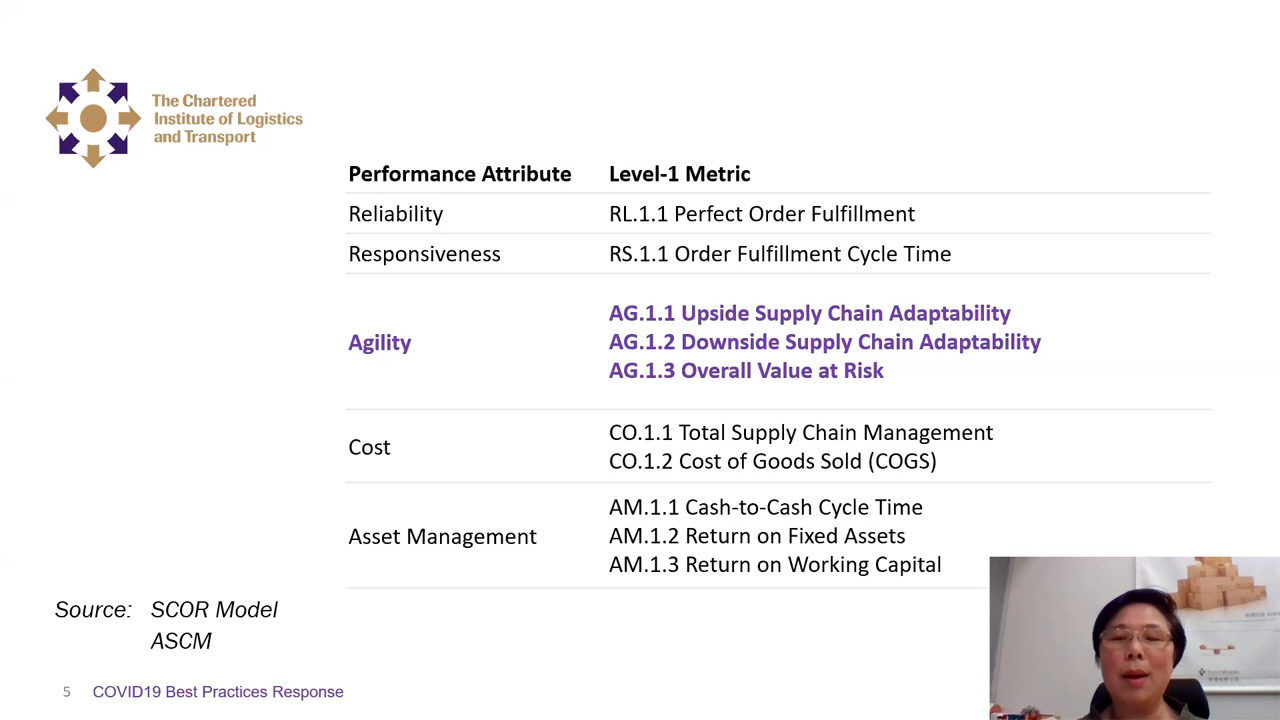 The Chartered
Institute of Logistics
and Transport
Performance Attribute Level-1 Metric
Reliability RL.1.1 Perfect Order Fulfillment
Responsiveness RS.1.1 Order Fulfillment Cycle Time
Agility
AG.1.1 Upside Supply Chain Adaptability
AG.1.2 Downside Supply Chain Adaptability
AG.1.3 Overall Value at Risk
Cost
CO.1.1 Total Supply Chain Management
CO.1.2 Cost of Goods Sold (COGS)
Asset Management
AM.1.1 Cash-to-Cash Cycle Time
AM.1.2 Return on Fixed Assets
AM.1.3 Return on Working Capital
Source: SCOR Model
ASCM
5 COVID19 Best Practices Response